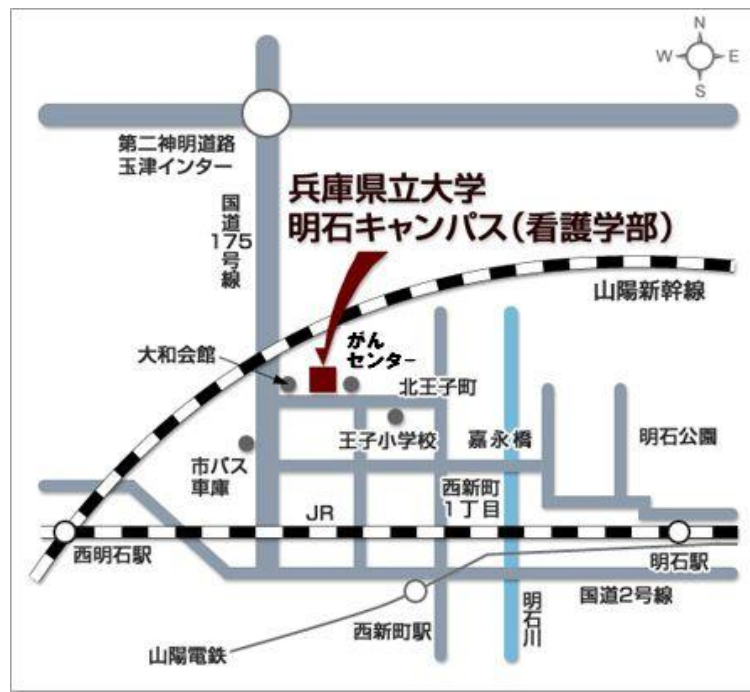 N
W E
S
第二神明道路
玉津インター
国道175号線
兵庫県立大学
明石キャンパス(看護学部)
山陽新幹線
大和会館
がん
センター
北王子町
王子小学校
嘉永橋
明石公園
市バス
車庫
西新町
1丁目
JR
西明石駅
明石駅
国道2号線
西新町駅
明石川
山陽電鉄